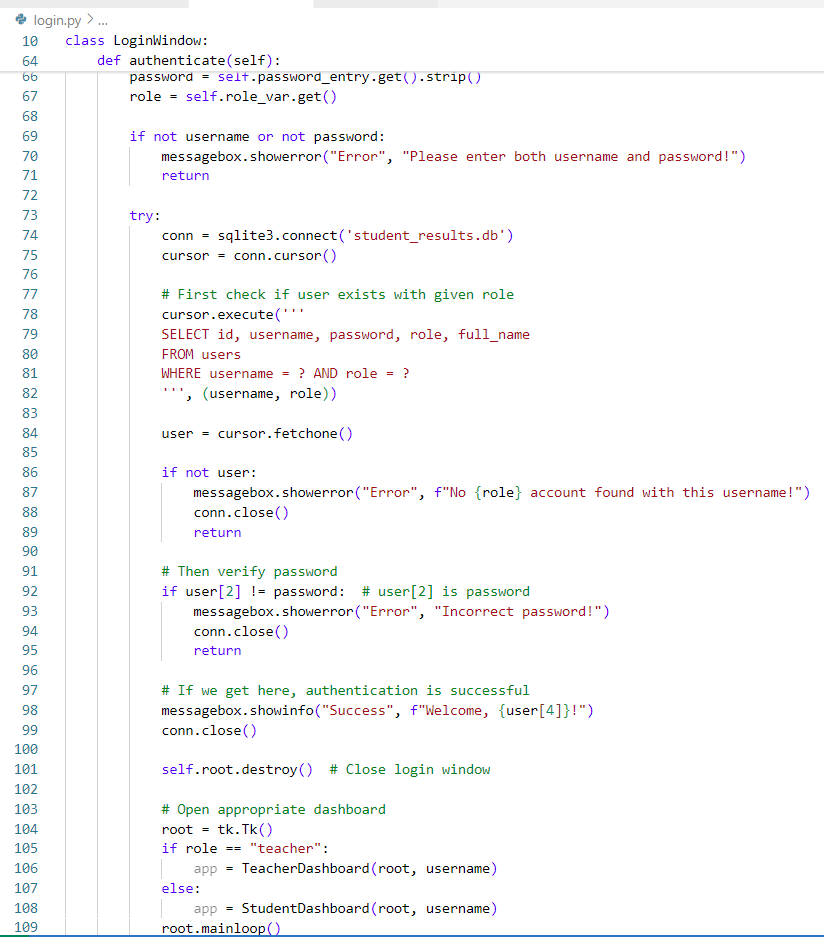 login.py > ...
10 class LoginWindow:
64     def authenticate(self):
66         password = self.password_entry.get().strip()
67         role = self.role_var.get()
68
69         if not username or not password:
70             messagebox.showerror("Error", "Please enter both username and password!")
71             return
72
73         try:
74             conn = sqlite3.connect('student_results.db')
75             cursor = conn.cursor()
76
77             # First check if user exists with given role
78             cursor.execute('''
79             SELECT id, username, password, role, full_name
80             FROM users
81             WHERE username = ? AND role = ?
82             ''', (username, role))
83
84             user = cursor.fetchone()
85
86             if not user:
87                 messagebox.showerror("Error", f"No {role} account found with this username!")
88                 conn.close()
89                 return
90
91             # Then verify password
92             if user[2] != password:  # user[2] is password
93                 messagebox.showerror("Error", "Incorrect password!")
94                 conn.close()
95                 return
96
97             # If we get here, authentication is successful
98             messagebox.showinfo("Success", f"Welcome, {user[4]}!")
99             conn.close()
100
101             self.root.destroy()  # Close login window
102
103             # Open appropriate dashboard
104             root = tk.Tk()
105             if role == "teacher":
106                 app = TeacherDashboard(root, username)
107             else:
108                 app = StudentDashboard(root, username)
109             root.mainloop()